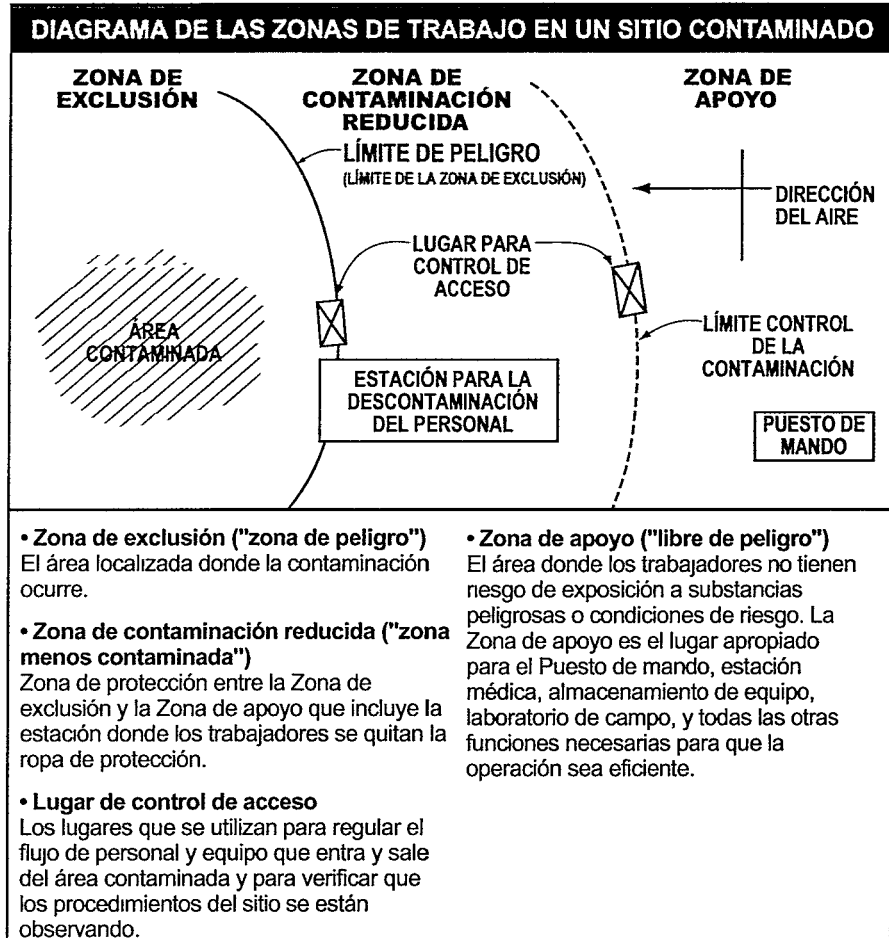 DIAGRAMA DE LAS ZONAS DE TRABAJO EN UN SITIO CONTAMINADO
ZONA DE
EXCLUSIÓN
ZONA DE
CONTAMINACIÓN
REDUCIDA
ZONA DE
APOYO
LÍMITE DE PELIGRO
(LÍMITE DE LA ZONA DE EXCLUSIÓN)
DIRECCIÓN
DEL AIRE
LUGAR PARA
CONTROL DE
ACCESO
ÁREA
CONTAMINADA
LÍMITE CONTROL
DE LA
CONTAMINACIÓN
ESTACIÓN PARA LA
DESCONTAMINACIÓN
DEL PERSONAL
PUESTO DE
MANDO
• Zona de exclusión ("zona de peligro")
El área localizada donde la contaminación
ocurre.
• Zona de contaminación reducida ("zona
menos contaminada")
Zona de protección entre la Zona de
exclusión y la Zona de apoyo que incluye la
estación donde los trabajadores se quitan la
ropa de protección.
• Lugar de control de acceso
Los lugares que se utilizan para regular el
flujo de personal y equipo que entra y sale
del área contaminada y para verificar que
los procedimientos del sitio se están
observando.
• Zona de apoyo ("libre de peligro")
El área donde los trabajadores no tienen
riesgo de exposición a substancias
peligrosas o condiciones de riesgo. La
Zona de apoyo es el lugar apropiado
para el Puesto de mando, estación
médica, almacenamiento de equipo,
laboratorio de campo, y todas las otras
funciones necesarias para que la
operación sea eficiente.